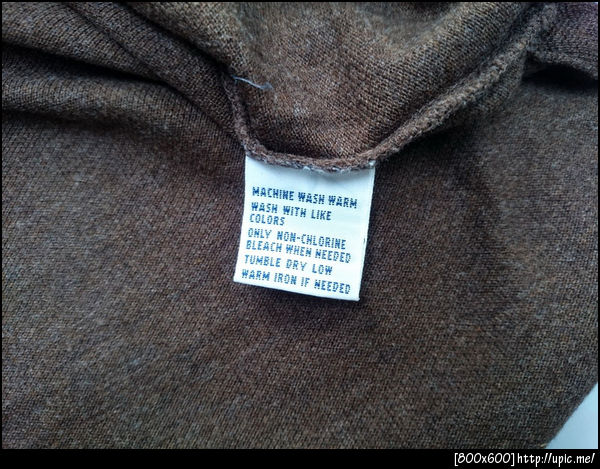 MACHINE WASH WARM
WASH WITH LIKE
COLORS
ONLY NON-CHLORINE
BLEACH WHEN NEEDED
TUMBLE DRY LOW
WARM IRON IF NEEDED
[800x600]http://upic.me/